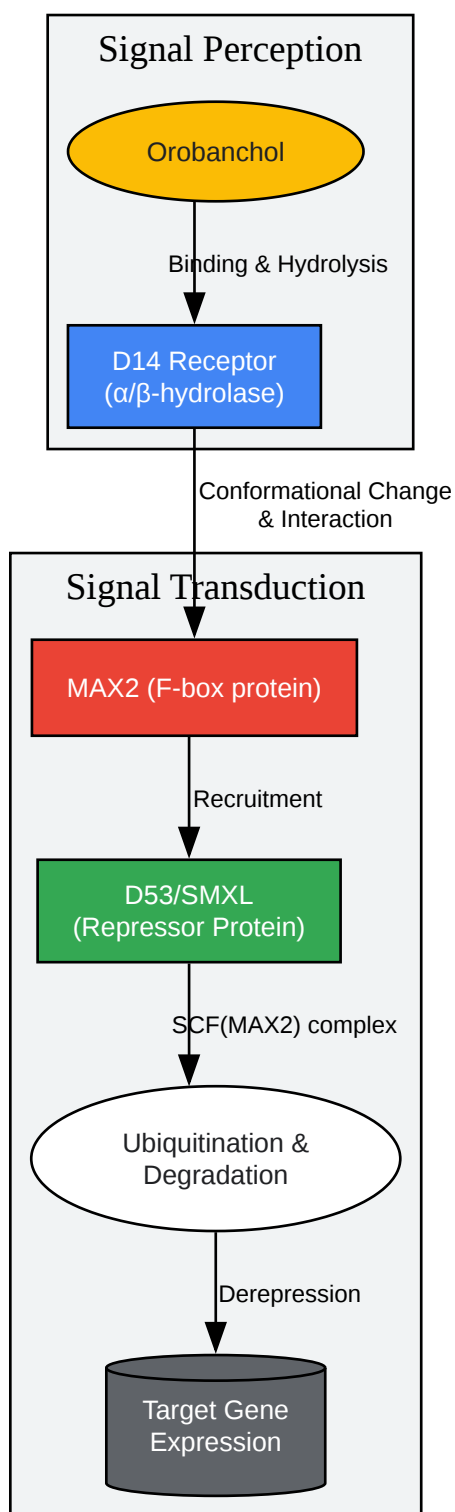 Signal Perception
Orobanchol
Binding & Hydrolysis
D14 Receptor
(α/β-hydrolase)
Conformational Change
& Interaction
Signal Transduction
MAX2 (F-box protein)
Recruitment
D53/SMXL
(Repressor Protein)
SCF(MAX2) complex
Ubiquitination &
Degradation
Derepression
Target Gene
Expression